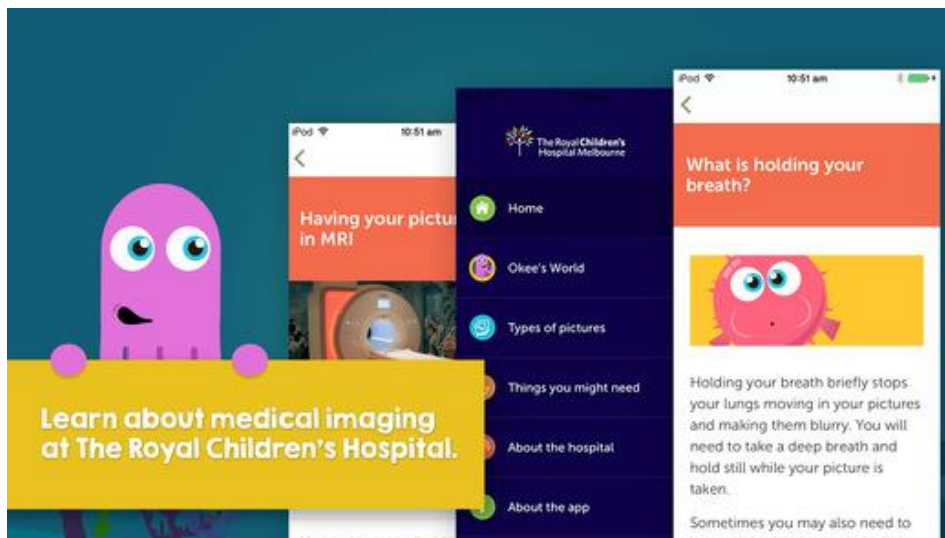 Learn about medical imaging
at The Royal Children's Hospital.
iPod
10:51 am
Having your
in MRI
The Royal Children's
Hospital Melbourne
Home
Okee's World
Types of pictures
Things you might need
About the hospital
About the app
iPod
10:51 am
What is holding your
breath?
Holding your breath briefly stops
your lungs moving in your pictures
and making them blurry. You will
need to take a deep breath and
hold still while your picture is
taken.
Sometimes you may also need to